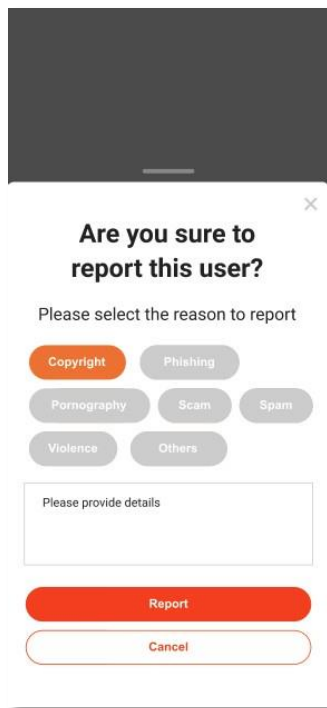 Are you sure to
report this user?
Please select the reason to report
Copyright Phishing
Pornography Scam Spam
Violence Others
Please provide details
Report
Cancel